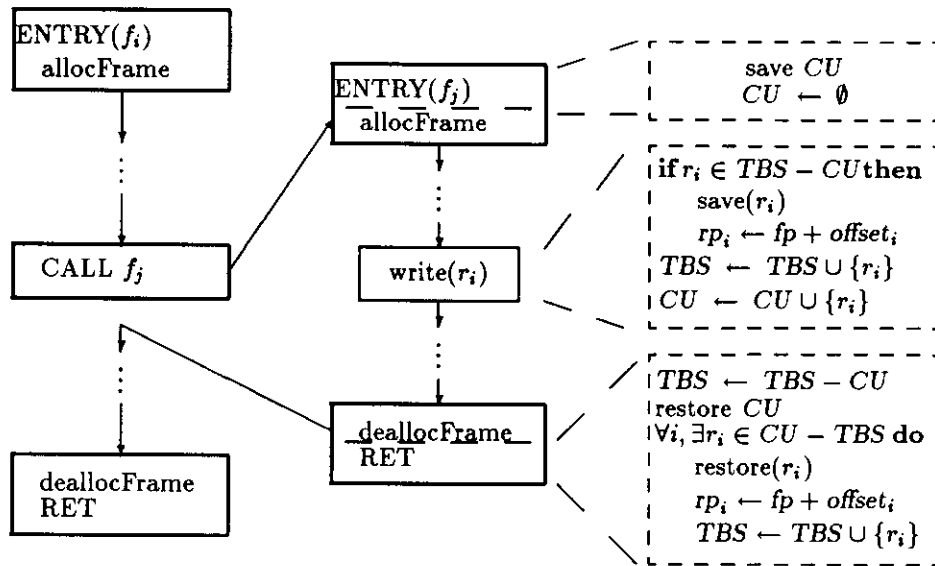 ENTRY(f_i)
allocFrame
⋮
CALL f_j
⋮
deallocFrame
RET
ENTRY(f_j)
allocFrame
⋮
write(r_i)
⋮
deallocFrame
RET
save CU
CU ← ∅
if r_i ∈ TBS − CU then
save(r_i)
rp_i ← fp + offset_i
TBS ← TBS ∪ {r_i}
CU ← CU ∪ {r_i}
TBS ← TBS − CU
restore CU
∀i, ∃r_i ∈ CU − TBS do
restore(r_i)
rp_i ← fp + offset_i
TBS ← TBS ∪ {r_i}